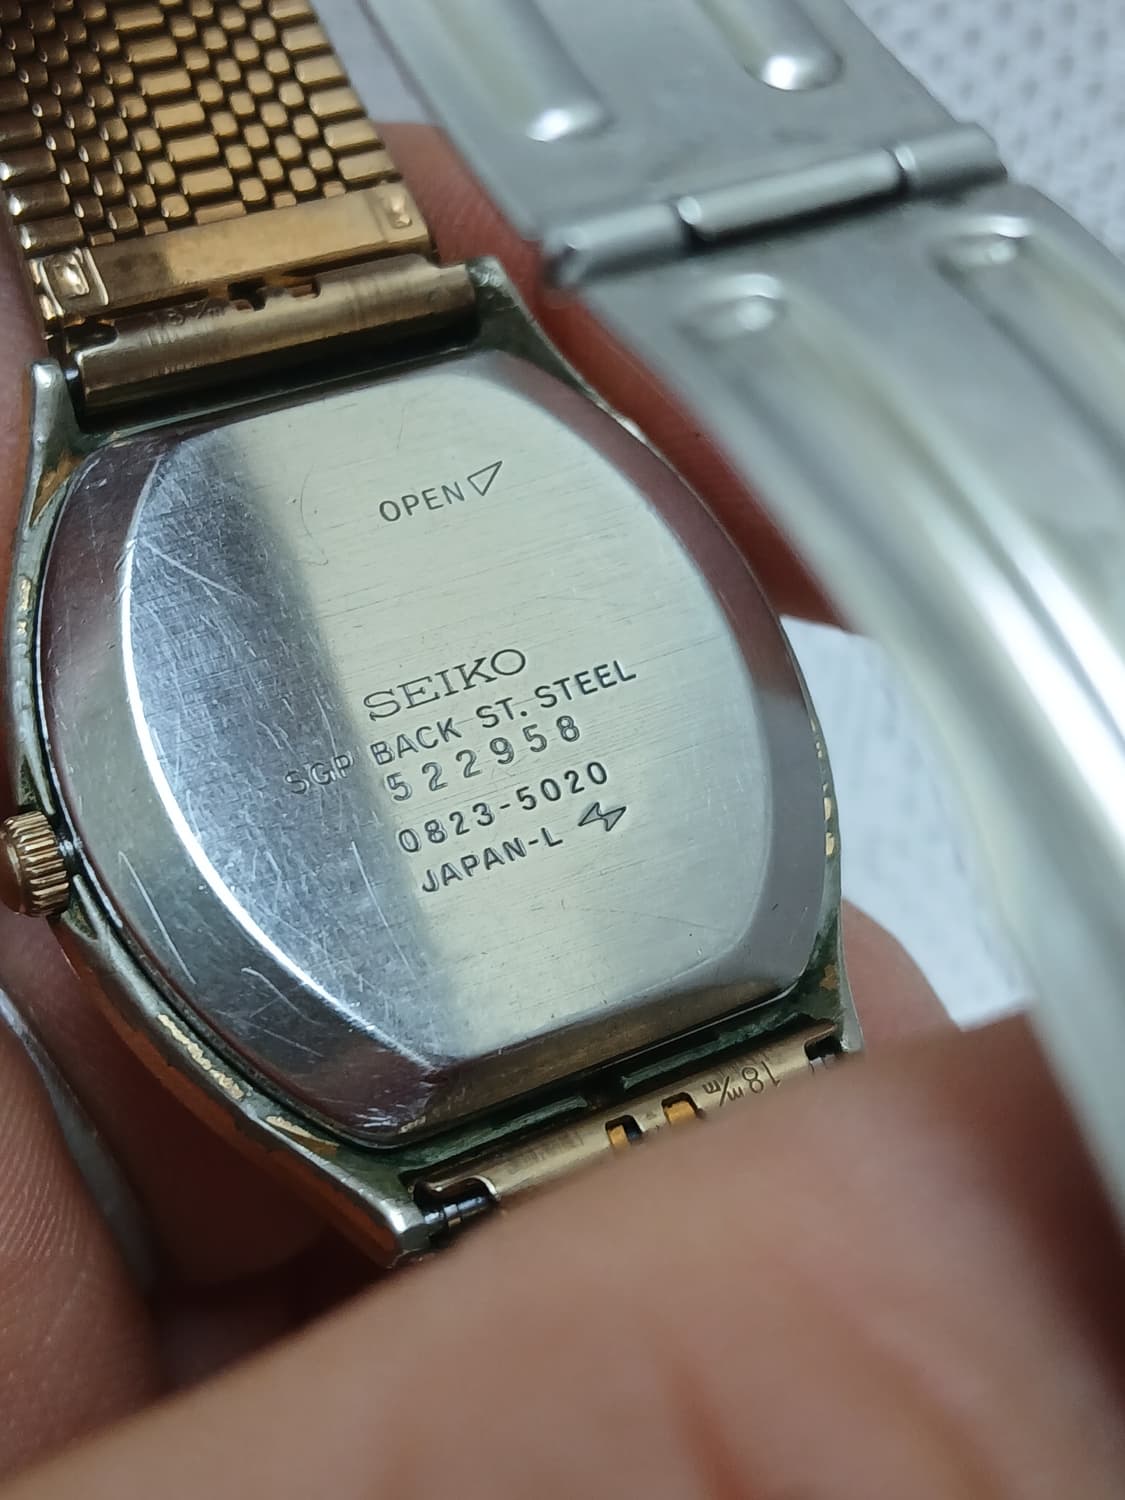 OPEN
SEIKO
SGP BACK ST. STEEL
522958
0823-5020
JAPAN-L
18 m/m